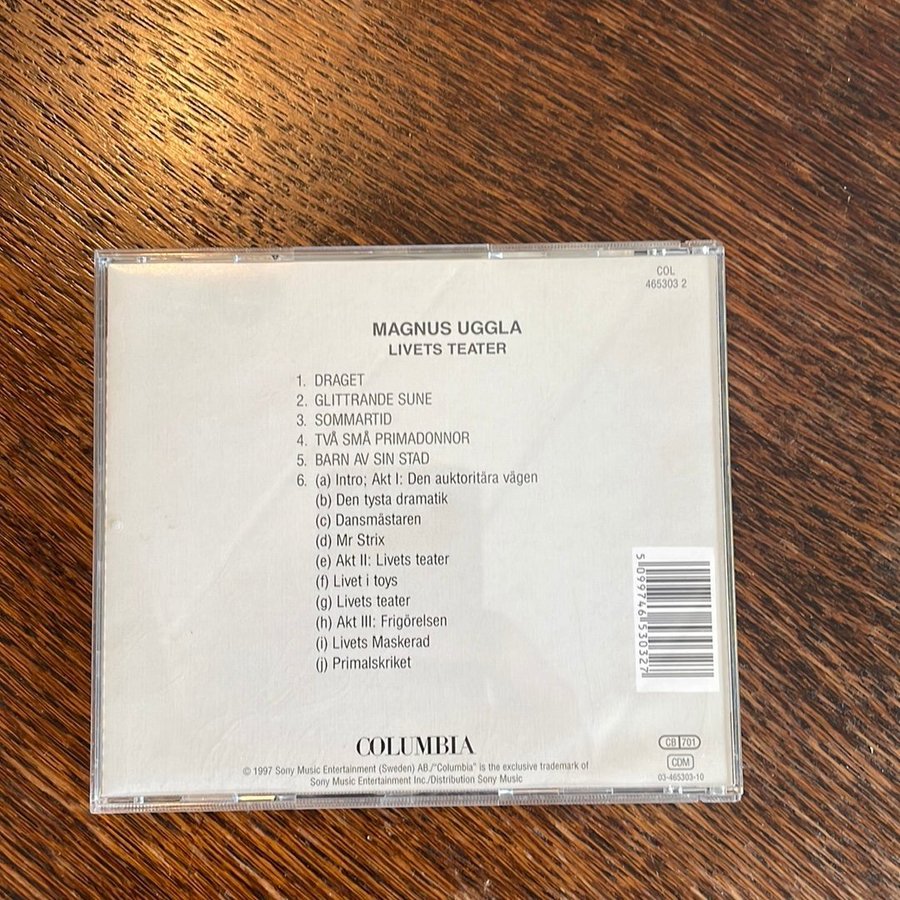 COL
465303 2
MAGNUS UGGLA
LIVETS TEATER
1. DRAGET
2. GLITTRANDE SUNE
3. SOMMARTID
4. TVÅ SMÅ PRIMADONNOR
5. BARN AV SIN STAD
6. (a) Intro; Akt I: Den auktoritära vägen
(b) Den tysta dramatik
(c) Dansmästaren
(d) Mr Strix
(e) Akt II: Livets teater
(f) Livet i toys
(g) Livets teater
(h) Akt III: Frigörelsen
(i) Livets Maskerad
(j) Primalskriket
5099746530327
COLUMBIA
© 1997 Sony Music Entertainment (Sweden) AB./"Columbia" is the exclusive trademark of
Sony Music Entertainment Inc./Distribution Sony Music
CB 701
CDM
03-465303-10